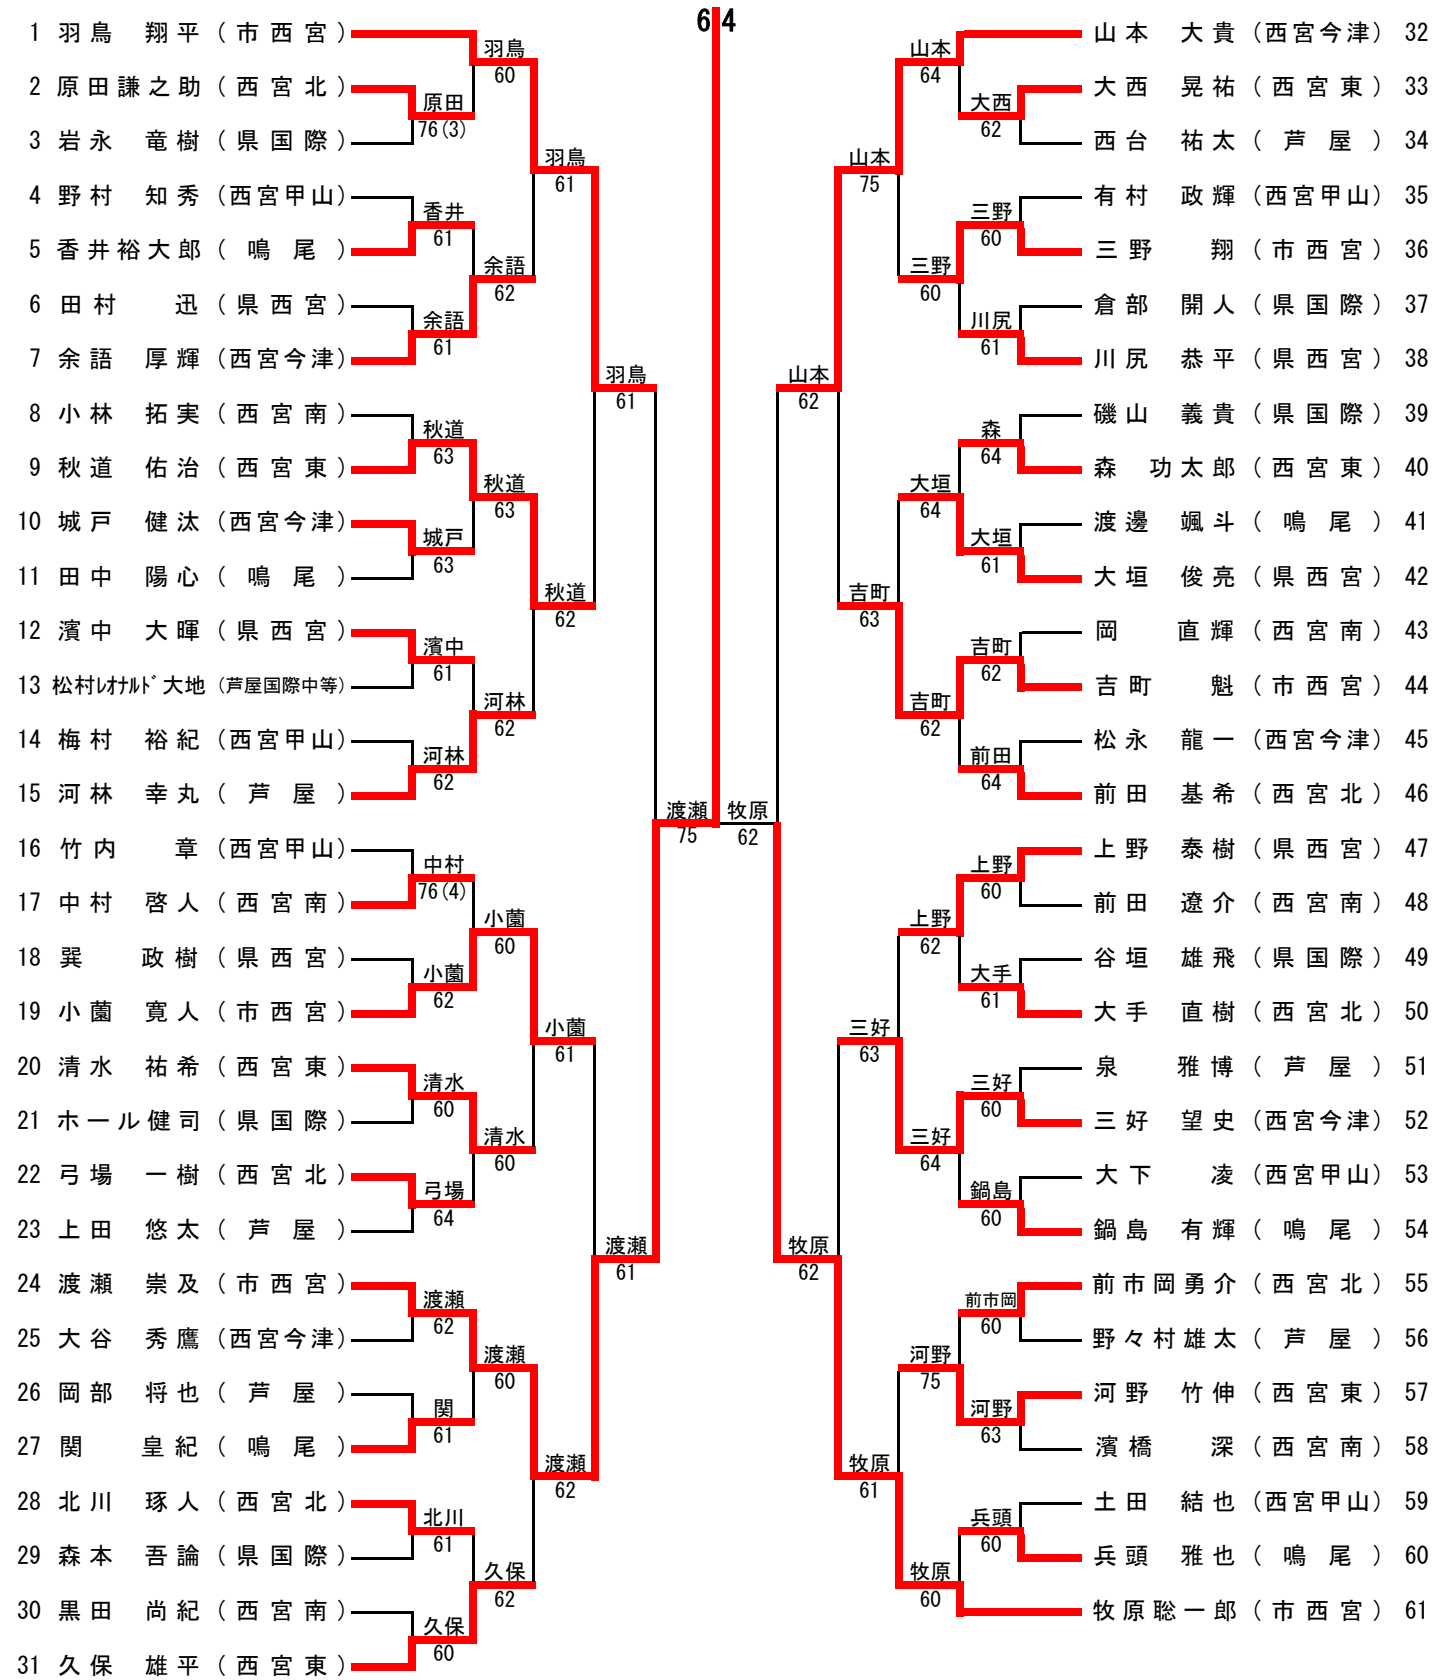 64
1 羽鳥 翔平 (市西宮)
2 原田謙之助 (西宮北)
3 岩永 竜樹 (県国際)
4 野村 知秀 (西宮甲山)
5 香井裕大郎 (鳴尾)
6 田村 迅 (県西宮)
7 余語 厚輝 (西宮今津)
8 小林 拓実 (西宮南)
9 秋道 佑治 (西宮東)
10 城戸 健汰 (西宮今津)
11 田中 陽心 (鳴尾)
12 濱中 大暉 (県西宮)
13 松村レオナルド大地 (芦屋国際中等)
14 梅村 裕紀 (西宮甲山)
15 河林 幸丸 (芦屋)
16 竹内 章 (西宮甲山)
17 中村 啓人 (西宮南)
18 巽 政樹 (県西宮)
19 小薗 寛人 (市西宮)
20 清水 祐希 (西宮東)
21 ホール健司 (県国際)
22 弓場 一樹 (西宮北)
23 上田 悠太 (芦屋)
24 渡瀬 崇及 (市西宮)
25 大谷 秀鷹 (西宮今津)
26 岡部 将也 (芦屋)
27 関 皇紀 (鳴尾)
28 北川 琢人 (西宮北)
29 森本 吾論 (県国際)
30 黒田 尚紀 (西宮南)
31 久保 雄平 (西宮東)
原田
76(3)
香井
61
余語
61
秋道
63
城戸
63
濱中
61
河林
62
中村
76(4)
小薗
62
清水
60
弓場
64
渡瀬
62
関
61
北川
61
久保
60
羽鳥
60
余語
62
秋道
63
河林
62
小薗
60
清水
60
渡瀬
60
久保
62
羽鳥
61
秋道
62
小薗
61
渡瀬
62
羽鳥
61
渡瀬
61
渡瀬
75
牧原
62
山本
62
牧原
62
山本
75
吉町
63
三好
63
牧原
61
山本
64
三野
60
大垣
64
吉町
62
上野
62
三好
64
河野
75
牧原
60
大西
62
三野
60
川尻
61
森
64
大垣
61
吉町
62
前田
64
上野
60
大手
61
三好
60
鍋島
60
前市岡
60
河野
63
兵頭
60
山本 大貴 (西宮今津) 32
大西 晃祐 (西宮東) 33
西台 祐太 (芦屋) 34
有村 政輝 (西宮甲山) 35
三野 翔 (市西宮) 36
倉部 開人 (県国際) 37
川尻 恭平 (県西宮) 38
磯山 義貴 (県国際) 39
森 功太郎 (西宮東) 40
渡邊 颯斗 (鳴尾) 41
大垣 俊亮 (県西宮) 42
岡 直輝 (西宮南) 43
吉町 魁 (市西宮) 44
松永 龍一 (西宮今津) 45
前田 基希 (西宮北) 46
上野 泰樹 (県西宮) 47
前田 遼介 (西宮南) 48
谷垣 雄飛 (県国際) 49
大手 直樹 (西宮北) 50
泉 雅博 (芦屋) 51
三好 望史 (西宮今津) 52
大下 凌 (西宮甲山) 53
鍋島 有輝 (鳴尾) 54
前市岡勇介 (西宮北) 55
野々村雄太 (芦屋) 56
河野 竹伸 (西宮東) 57
濱橋 深 (西宮南) 58
土田 結也 (西宮甲山) 59
兵頭 雅也 (鳴尾) 60
牧原聡一郎 (市西宮) 61